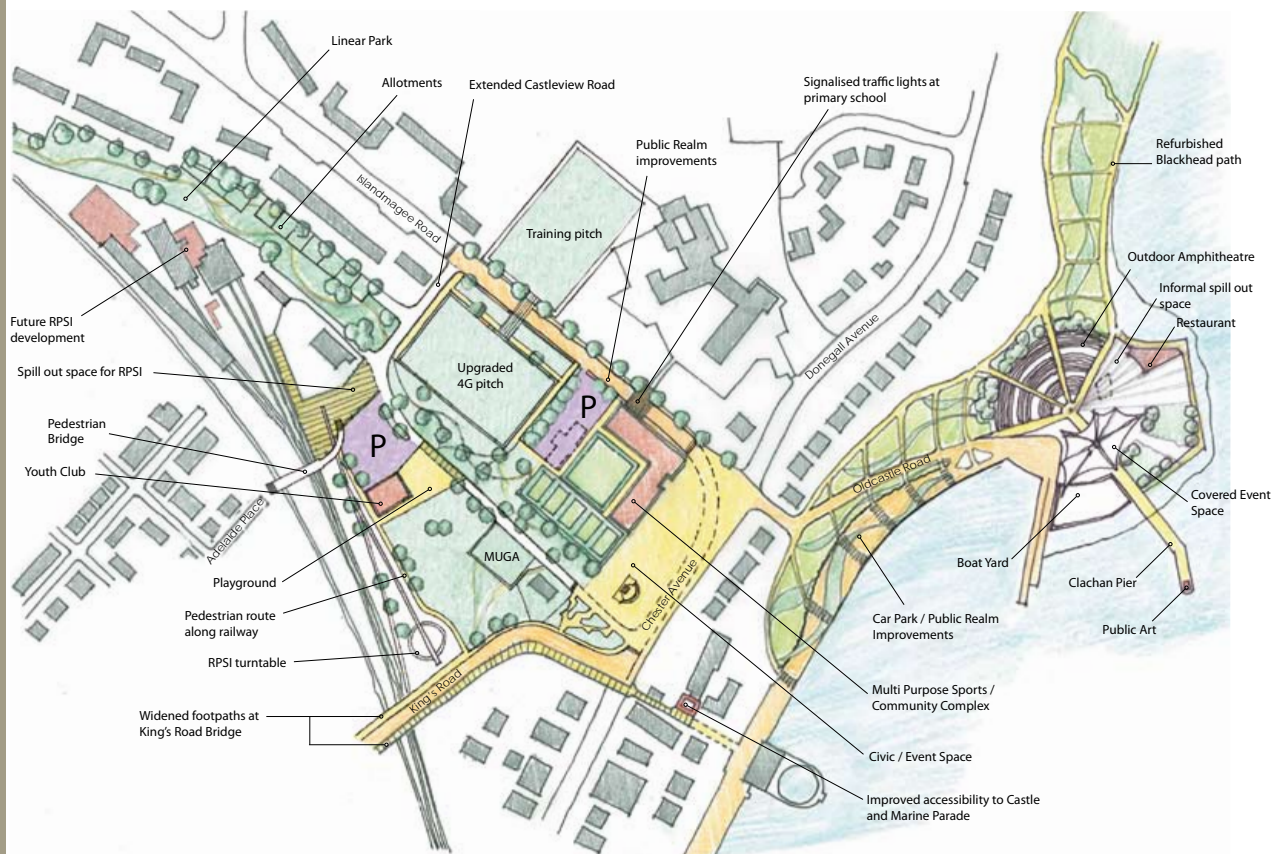 Linear Park
Allotments
Extended Castleview Road
Signalised traffic lights at
primary school
Public Realm
improvements
Refurbished
Blackhead path
Islandmagee Road
Training pitch
Outdoor Amphitheatre
Informal spill out
space
Restaurant
Future RPSI
development
Donegall Avenue
Spill out space for RPSI
Upgraded
4G pitch
P
P
Pedestrian
Bridge
Youth Club
Oldcastle Road
Covered Event
Space
Adelaide Place
MUGA
Boat Yard
Playground
Clachan Pier
Chester Avenue
Pedestrian route
along railway
Car Park / Public Realm
Improvements
Public Art
RPSI turntable
King's Road
Multi Purpose Sports /
Community Complex
Widened footpaths at
King's Road Bridge
Civic / Event Space
Improved accessibility to Castle
and Marine Parade